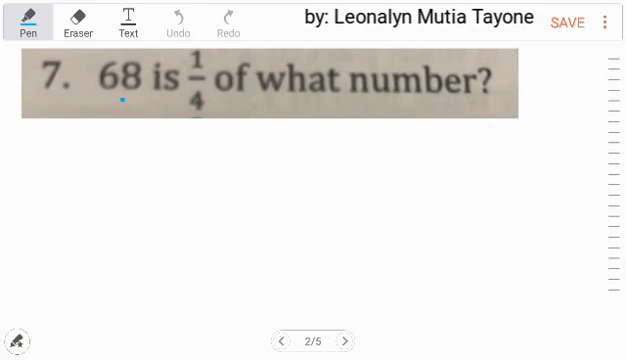 by: Leonalyn Mutia Tayone
Pen Eraser Text Undo Redo SAVE
7. 68 is 1/4 of what number?
2/5